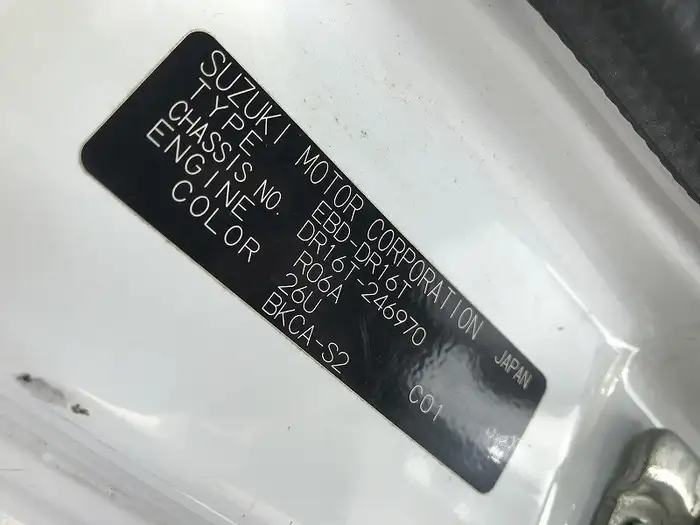 SUZUKI MOTOR CORPORATION JAPAN
TYPE EBD-DR16T
CHASSIS NO. DR16T-246970
ENGINE R06A
COLOR 26U
BKCA-S2 C01